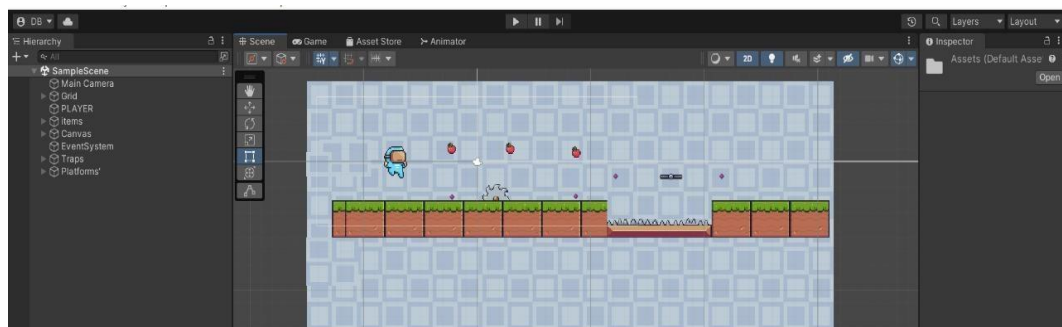 DB
Layers
Layout
Hierarchy
Scene
Game
Asset Store
Animator
Inspector
All
2D
Assets (Default Asse
Open
SampleScene
Main Camera
Grid
PLAYER
items
Canvas
EventSystem
Traps
Platforms'